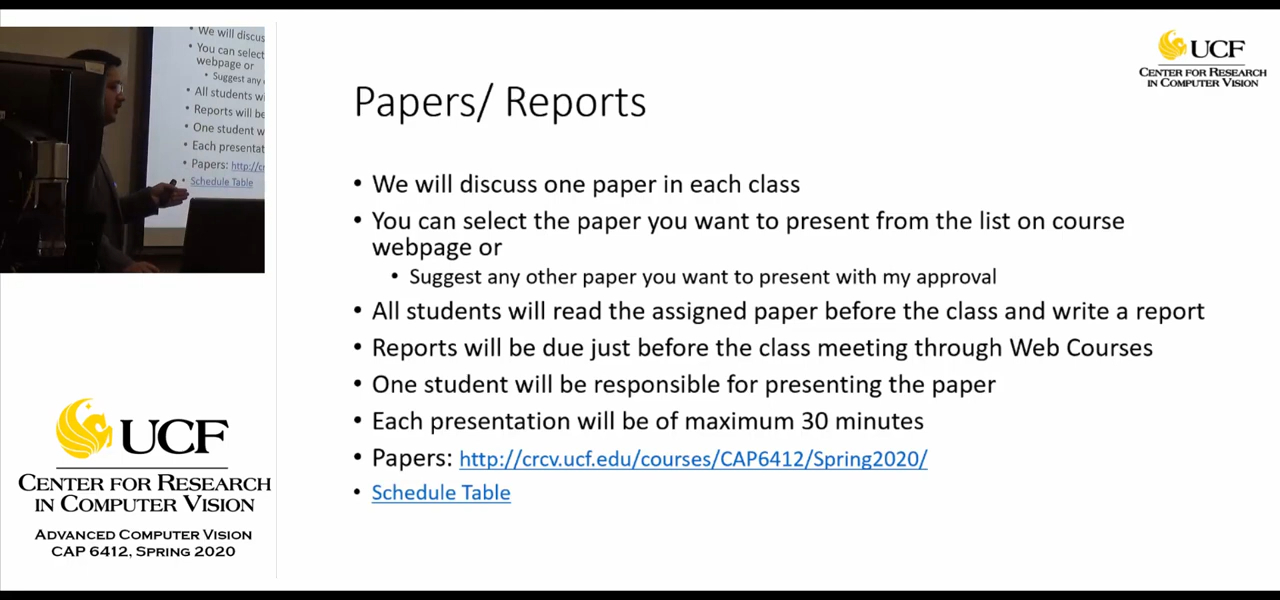 We will discus
You can select
webpage or
Suggest any
All students w
Reports will be
One student w
Each presentat
Papers: http://c
Schedule Table
UCF
CENTER FOR RESEARCH
IN COMPUTER VISION
ADVANCED COMPUTER VISION
CAP 6412, SPRING 2020
UCF
CENTER FOR RESEARCH
IN COMPUTER VISION
Papers/ Reports
• We will discuss one paper in each class
• You can select the paper you want to present from the list on course
webpage or
• Suggest any other paper you want to present with my approval
• All students will read the assigned paper before the class and write a report
• Reports will be due just before the class meeting through Web Courses
• One student will be responsible for presenting the paper
• Each presentation will be of maximum 30 minutes
• Papers: http://crcv.ucf.edu/courses/CAP6412/Spring2020/
• Schedule Table